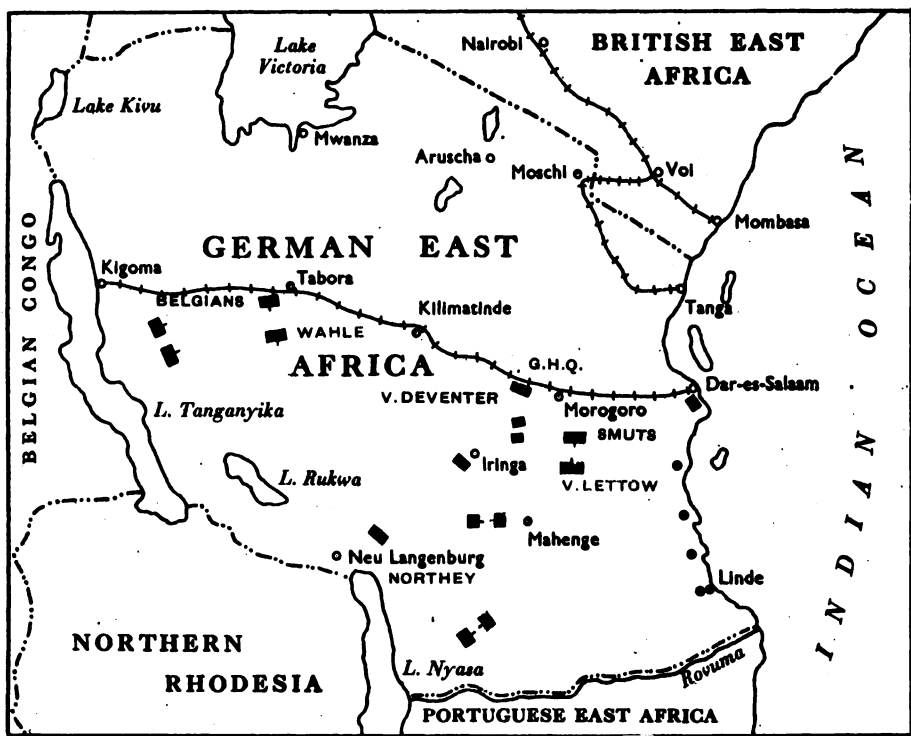 Nairobi
BRITISH EAST
AFRICA
Lake
Victoria
Lake Kivu
Mwanza
Aruscha
Moschi
Voi
Mombasa
GERMAN EAST
AFRICA
BELGIAN CONGO
Kigoma
Tabora
BELGIANS
WAHLE
Kilimatinde
Tanga
G.H.Q.
Dar-es-Salaam
V. DEVENTER
Morogoro
SMUTS
L. Tanganyika
Iringa
V. LETTOW
L. Rukwa
Mahenge
Neu Langenburg
NORTHEY
Linde
INDIAN OCEAN
NORTHERN
RHODESIA
L. Nyasa
Rovuma
PORTUGUESE EAST AFRICA